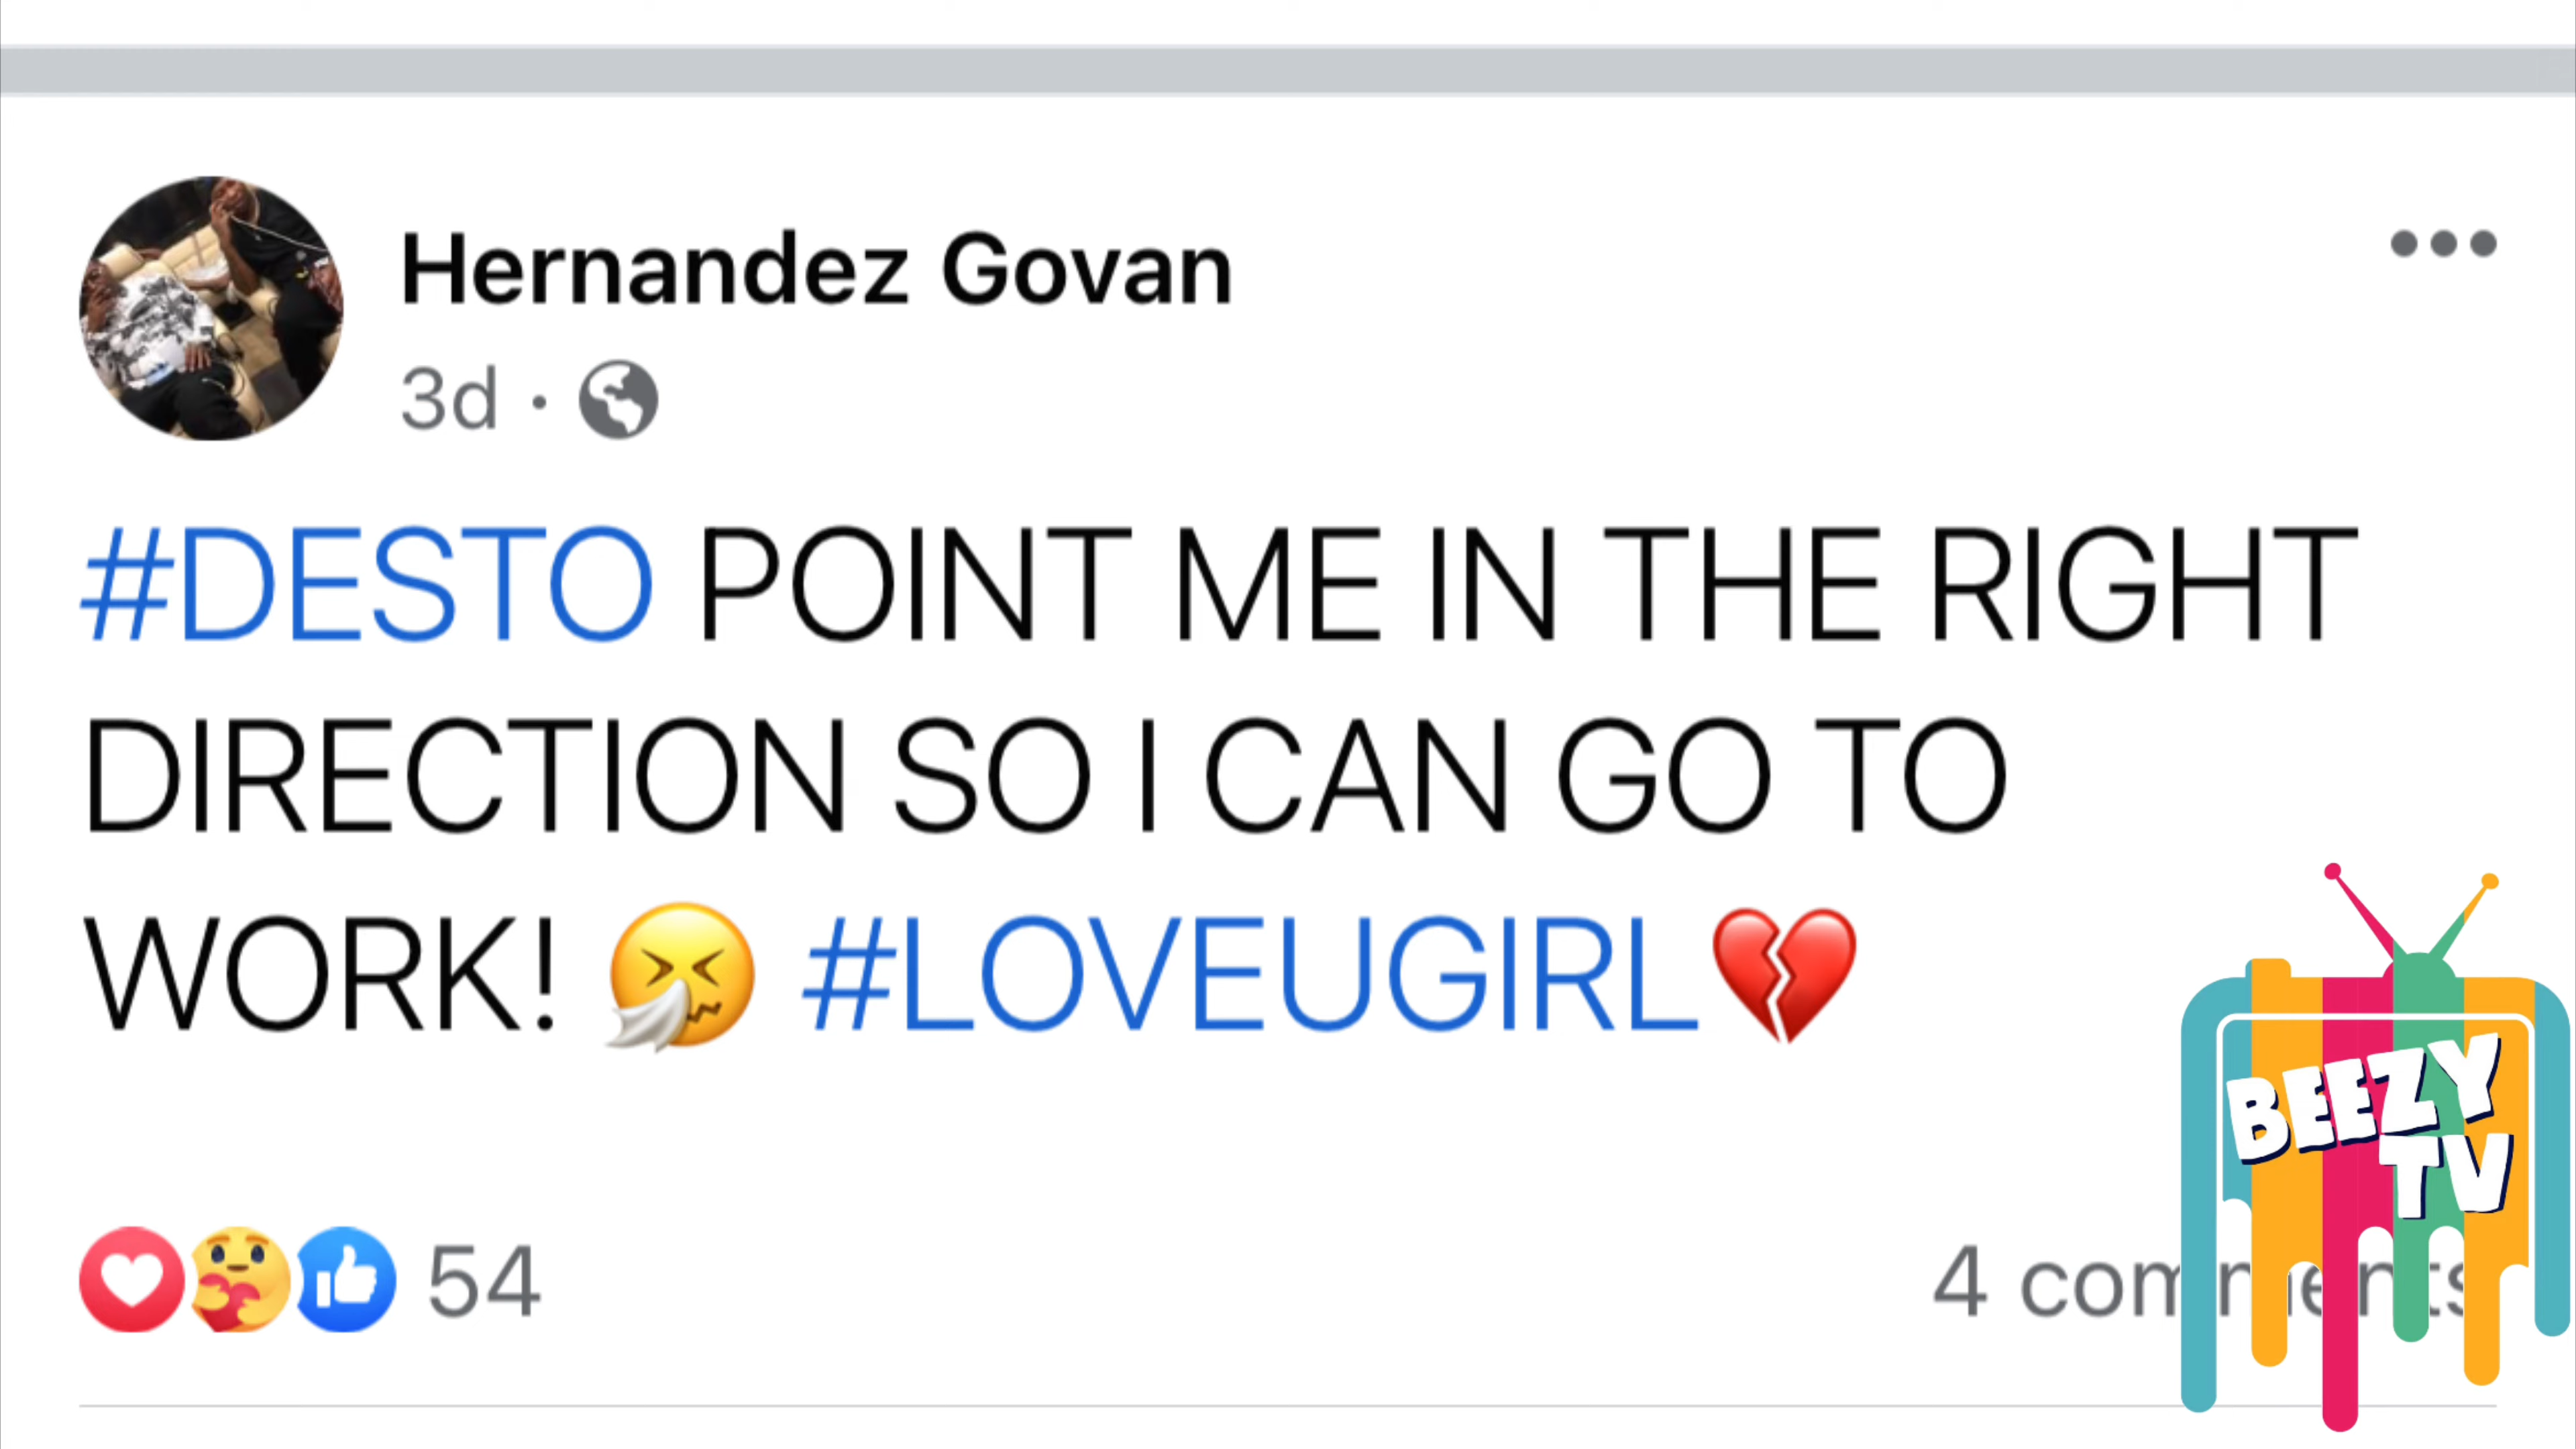 Hernandez Govan
3d ·
#DESTO POINT ME IN THE RIGHT
DIRECTION SO I CAN GO TO
WORK! 🤧 #LOVEUGIRL💔
54
4 comments
BEEZY
TV